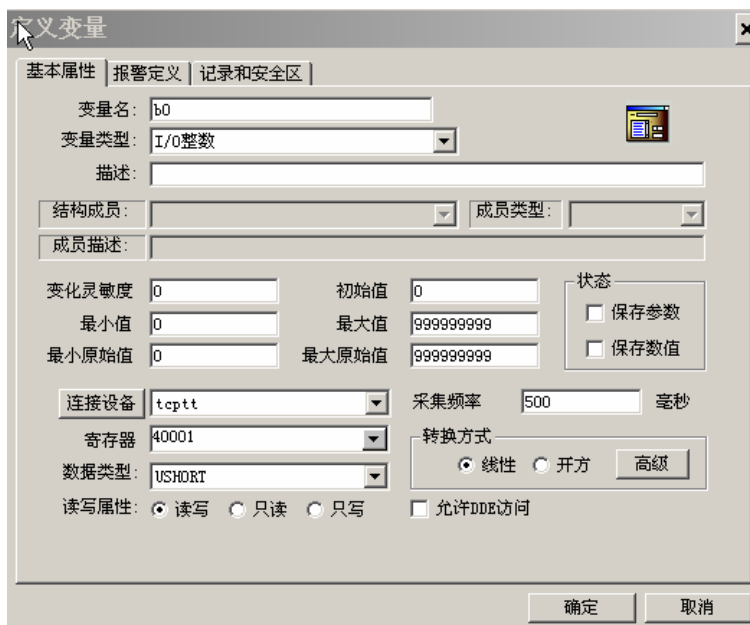 定义变量
基本属性 报警定义 记录和安全区
变量名: b0
变量类型: I/O整数
描述:
结构成员: 成员类型:
成员描述:
变化灵敏度 0 初始值 0 状态
最小值 0 最大值 999999999 保存参数
最小原始值 0 最大原始值 999999999 保存数值
连接设备 tcptt 采集频率 500 毫秒
寄存器 40001 转换方式
数据类型: USHORT 线性 开方 高级
读写属性: 读写 只读 只写 允许DDE访问
确定 取消